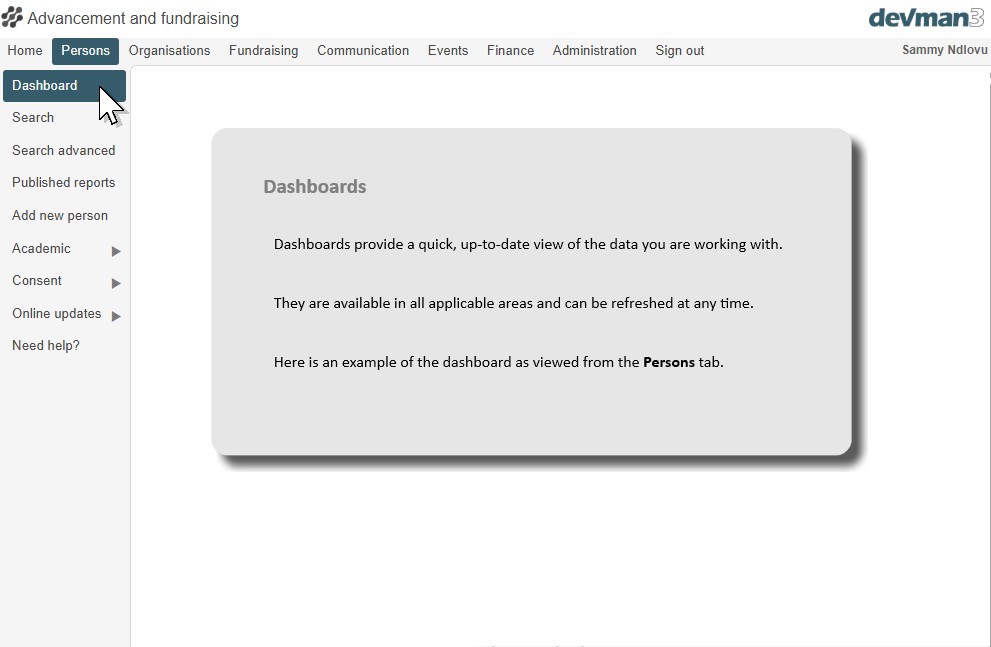 Advancement and fundraising
devman3
Home Persons Organisations Fundraising Communication Events Finance Administration Sign out Sammy Ndlovu
Dashboard
Search
Search advanced
Published reports
Add new person
Academic
Consent
Online updates
Need help?
Dashboards
Dashboards provide a quick, up-to-date view of the data you are working with.
They are available in all applicable areas and can be refreshed at any time.
Here is an example of the dashboard as viewed from the Persons tab.